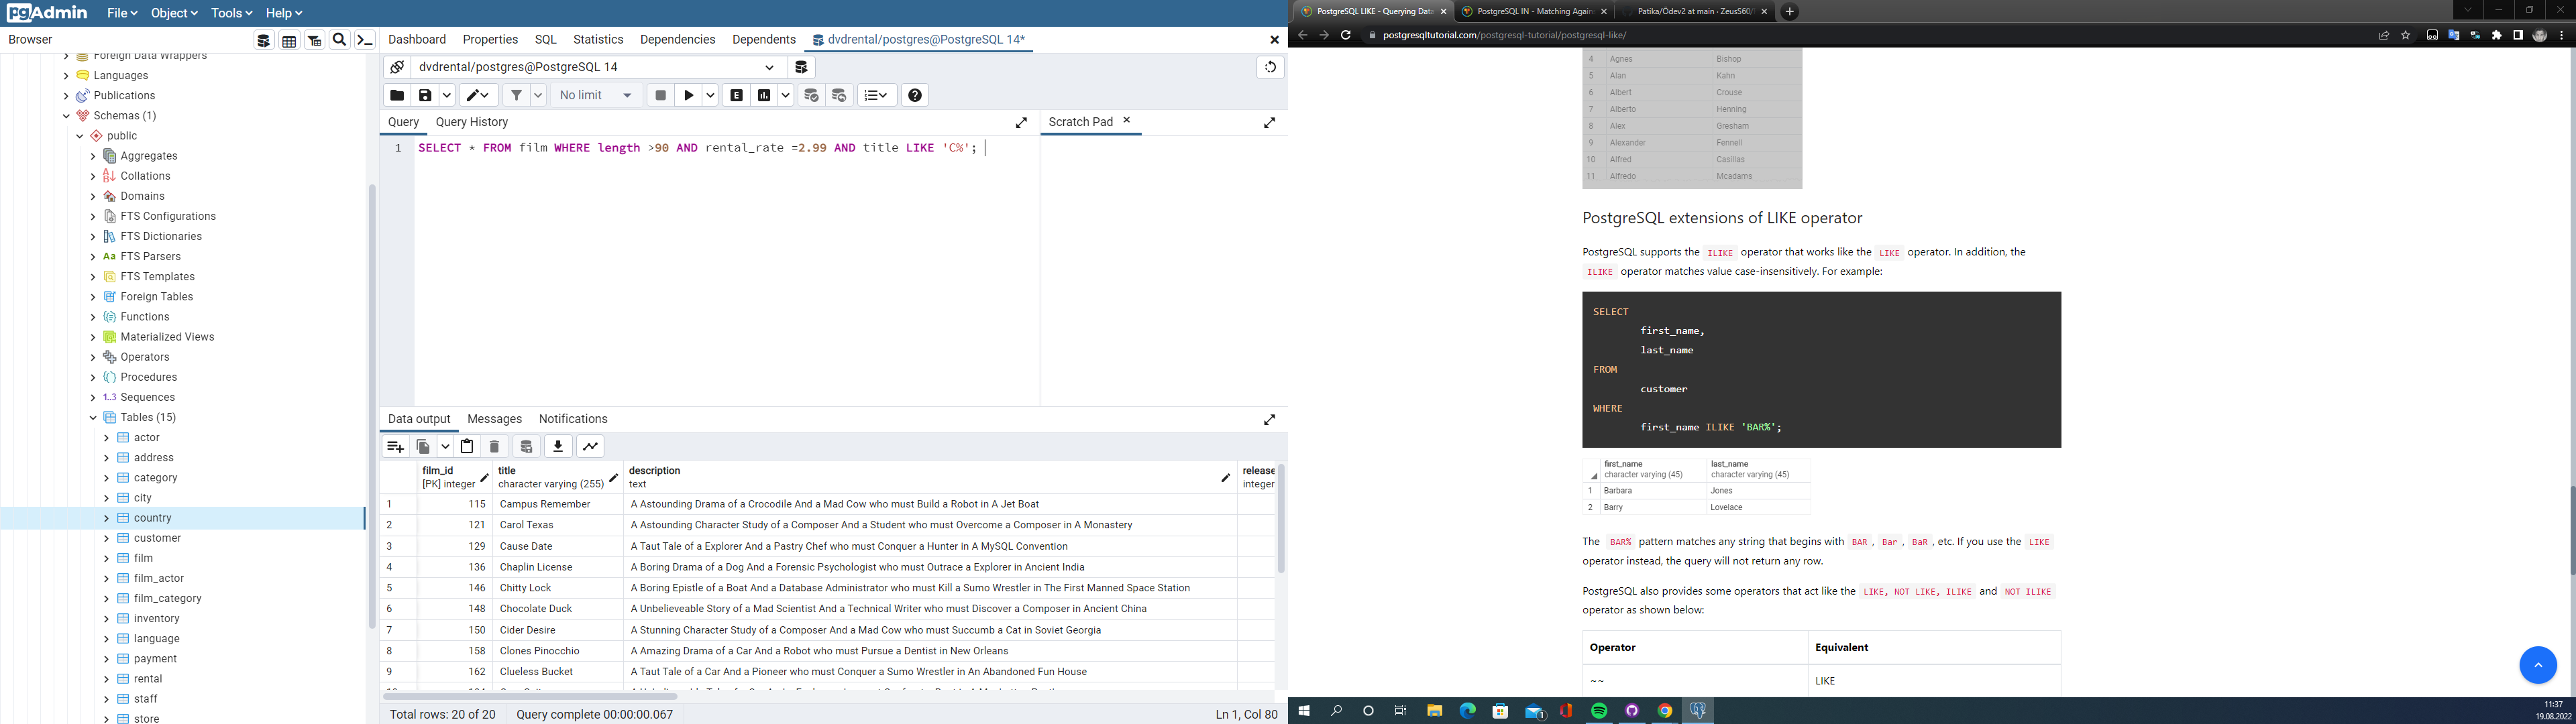 pgAdmin File Object Tools Help
Browser
Foreign Data Wrappers
Languages
Publications
Schemas (1)
public
Aggregates
Collations
Domains
FTS Configurations
FTS Dictionaries
FTS Parsers
FTS Templates
Foreign Tables
Functions
Materialized Views
Operators
Procedures
1..3 Sequences
Tables (15)
actor
address
category
city
country
customer
film
film_actor
film_category
inventory
language
payment
rental
staff
store
Dashboard Properties SQL Statistics Dependencies Dependents dvdrental/postgres@PostgreSQL 14*
dvdrental/postgres@PostgreSQL 14
No limit
Query Query History
Scratch Pad
1 SELECT * FROM film WHERE length >90 AND rental_rate =2.99 AND title LIKE 'C%';
Data output Messages Notifications
film_id title description release
[PK] integer character varying (255) text integer
1 115 Campus Remember A Astounding Drama of a Crocodile And a Mad Cow who must Build a Robot in A Jet Boat
2 121 Carol Texas A Astounding Character Study of a Composer And a Student who must Overcome a Composer in A Monastery
3 129 Cause Date A Taut Tale of a Explorer And a Pastry Chef who must Conquer a Hunter in A MySQL Convention
4 136 Chaplin License A Boring Drama of a Dog And a Forensic Psychologist who must Outrace a Explorer in Ancient India
5 146 Chitty Lock A Boring Epistle of a Boat And a Database Administrator who must Kill a Sumo Wrestler in The First Manned Space Station
6 148 Chocolate Duck A Unbelieveable Story of a Mad Scientist And a Technical Writer who must Discover a Composer in Ancient China
7 150 Cider Desire A Stunning Character Study of a Composer And a Mad Cow who must Succumb a Cat in Soviet Georgia
8 158 Clones Pinocchio A Amazing Drama of a Car And a Robot who must Pursue a Dentist in New Orleans
9 162 Clueless Bucket A Taut Tale of a Car And a Pioneer who must Conquer a Sumo Wrestler in An Abandoned Fun House
Total rows: 20 of 20 Query complete 00:00:00.067 Ln 1, Col 80
PostgreSQL LIKE - Querying Data PostgreSQL IN - Matching Again Patika/Ödev2 at main · ZeusS60/
postgresqltutorial.com/postgresql-tutorial/postgresql-like/
4 Agnes Bishop
5 Alan Kahn
6 Albert Crouse
7 Alberto Henning
8 Alex Gresham
9 Alexander Fennell
10 Alfred Casillas
11 Alfredo Mcadams
PostgreSQL extensions of LIKE operator
PostgreSQL supports the ILIKE operator that works like the LIKE operator. In addition, the
ILIKE operator matches value case-insensitively. For example:
SELECT
first_name,
last_name
FROM
customer
WHERE
first_name ILIKE 'BAR%';
first_name last_name
character varying (45) character varying (45)
1 Barbara Jones
2 Barry Lovelace
The BAR% pattern matches any string that begins with BAR, Bar, BaR, etc. If you use the LIKE
operator instead, the query will not return any row.
PostgreSQL also provides some operators that act like the LIKE, NOT LIKE, ILIKE and NOT ILIKE
operator as shown below:
Operator Equivalent
~~ LIKE
11:37
19.08.2022